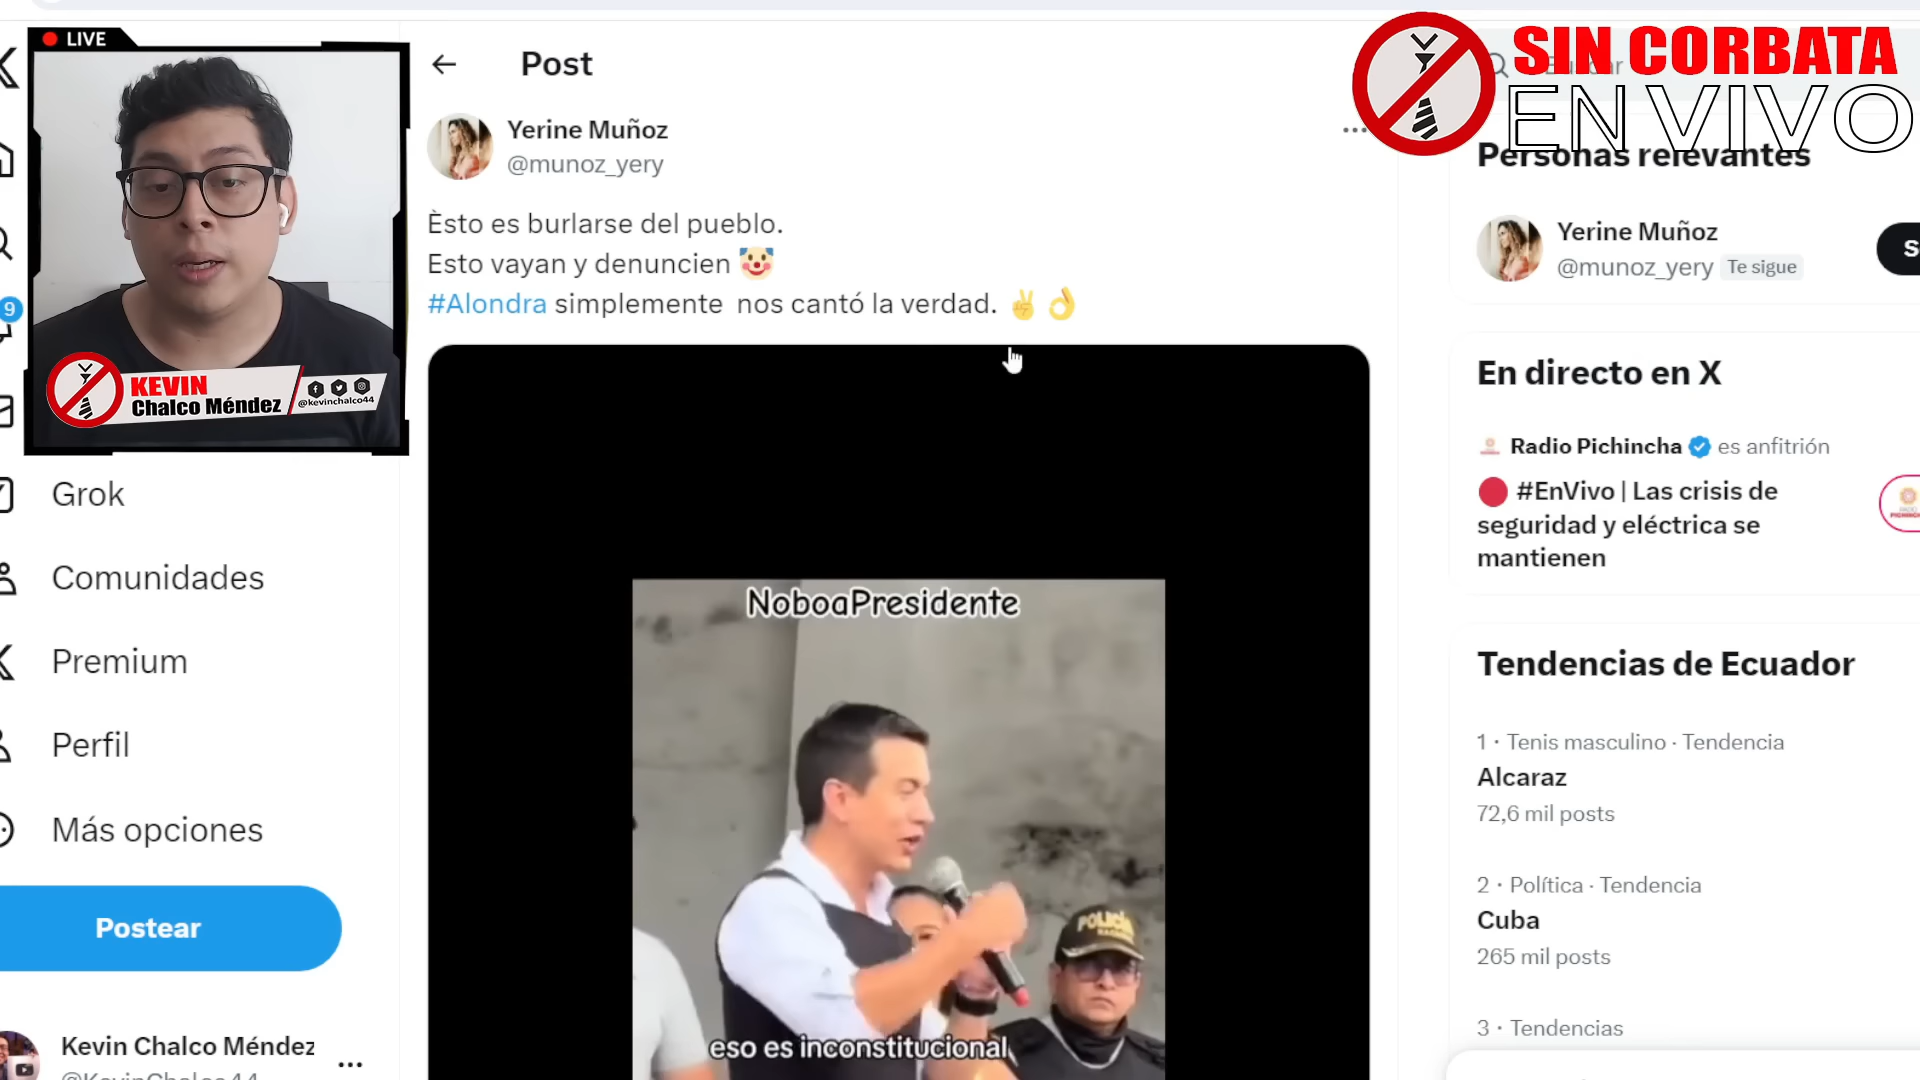 LIVE
KEVIN
Chalco Méndez
@kevinchalco44
Post
Yerine Muñoz
@munoz_yery
Èsto es burlarse del pueblo.
Esto vayan y denuncien 🤡
#Alondra simplemente nos cantó la verdad. ✌️👌
NoboaPresidente
POLICÍA
eso es inconstitucional
9
Grok
Comunidades
Premium
Perfil
Más opciones
Postear
Kevin Chalco Méndez
@KevinChalco44
SIN CORBATA
EN VIVO
Personas relevantes
Yerine Muñoz
@munoz_yery Te sigue
En directo en X
Radio Pichincha es anfitrión
#EnVivo | Las crisis de
seguridad y eléctrica se
mantienen
Tendencias de Ecuador
1 · Tenis masculino · Tendencia
Alcaraz
72,6 mil posts
2 · Política · Tendencia
Cuba
265 mil posts
3 · Tendencias